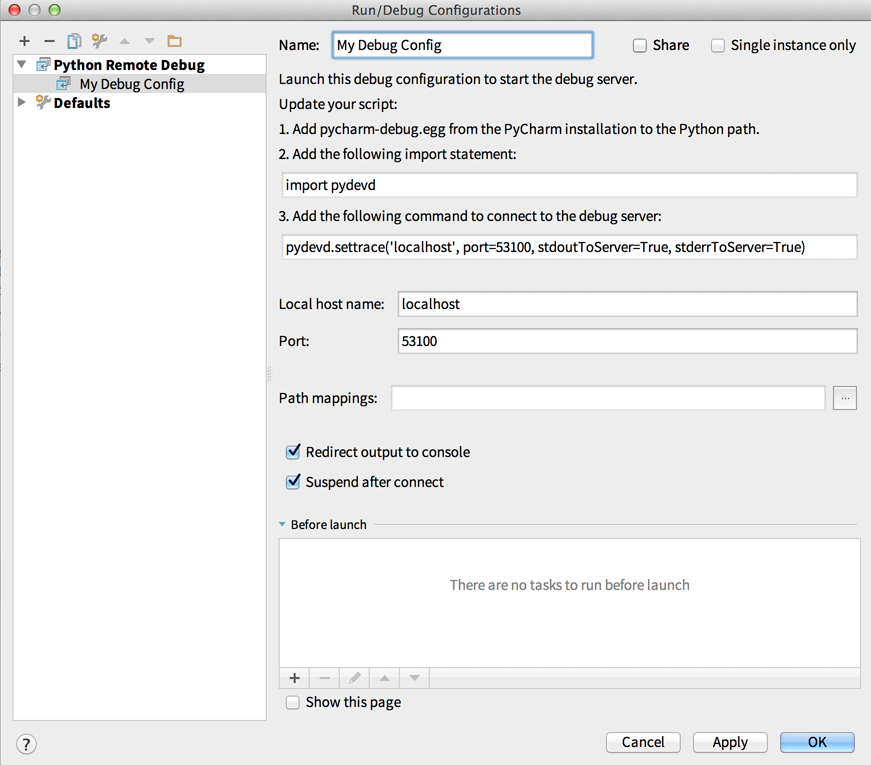 Run/Debug Configurations
Name: My Debug Config Share Single instance only
Python Remote Debug
My Debug Config
Defaults
Launch this debug configuration to start the debug server.
Update your script:
1. Add pycharm-debug.egg from the PyCharm installation to the Python path.
2. Add the following import statement:
import pydevd
3. Add the following command to connect to the debug server:
pydevd.settrace('localhost', port=53100, stdoutToServer=True, stderrToServer=True)
Local host name: localhost
Port: 53100
Path mappings: ...
Redirect output to console
Suspend after connect
Before launch
There are no tasks to run before launch
Show this page
? Cancel Apply OK